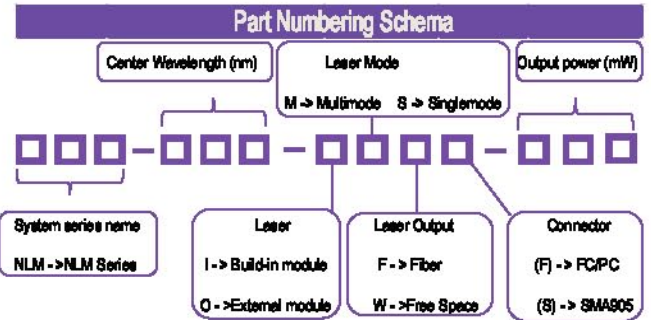 Part Numbering Schema
Center Wavelength (nm)
Laser Mode
M -> Multimode S -> Singlemode
Output power (mW)
System series name
NLM ->NLM Series
Laser
I -> Build-in module
O ->External module
Laser Output
F -> Fiber
W ->Free Space
Connector
(F) -> FC/PC
(S) -> SMA905